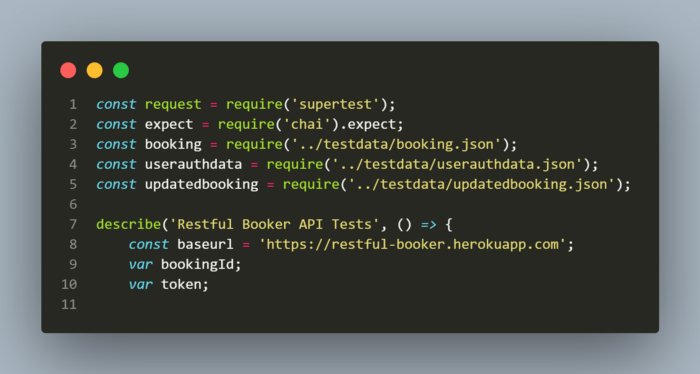 1 const request = require('supertest');
2 const expect = require('chai').expect;
3 const booking = require('../testdata/booking.json');
4 const userauthdata = require('../testdata/userauthdata.json');
5 const updatedbooking = require('../testdata/updatedbooking.json');
6
7 describe('Restful Booker API Tests', () => {
8     const baseurl = 'https://restful-booker.herokuapp.com';
9     var bookingId;
10     var token;
11